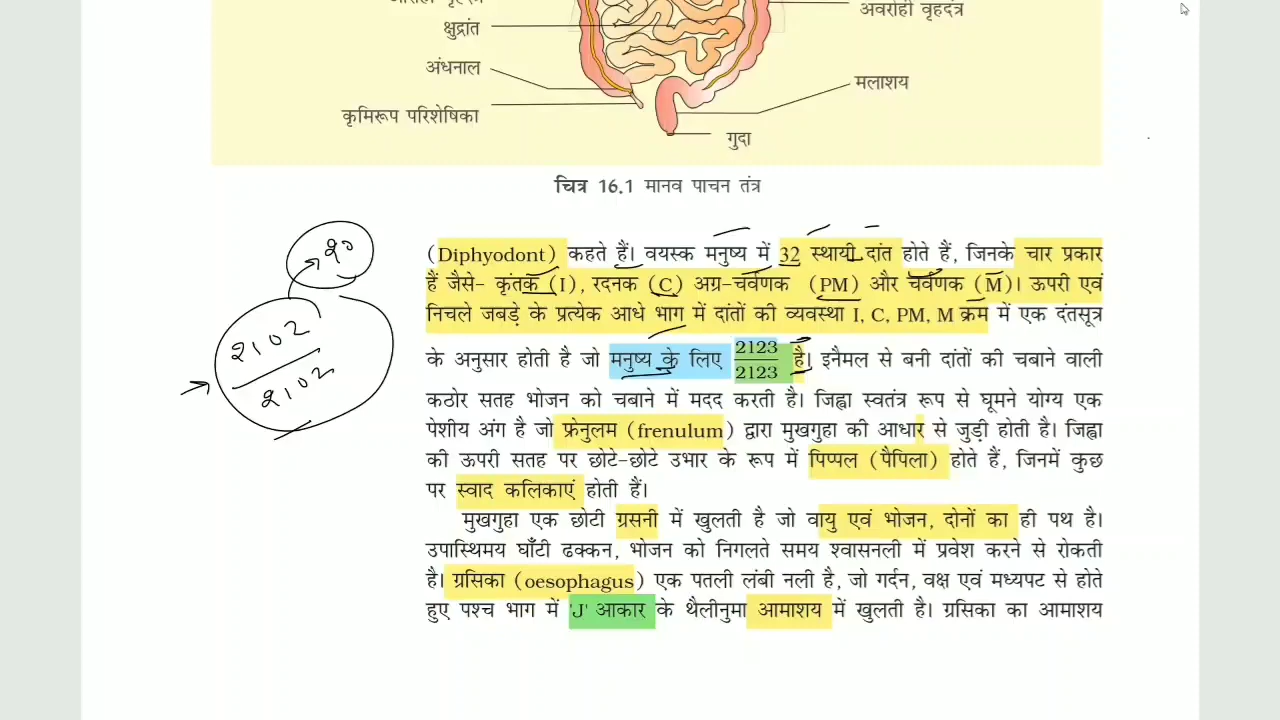 क्षुद्रांत
अवरोही वृहदंत्र
अंधनाल
मलाशय
कृमिरूप परिशेषिका
गुदा
चित्र 16.1 मानव पाचन तंत्र
२०
२१०२
२१०२
(Diphyodont) कहते हैं। वयस्क मनुष्य में 32 स्थायी दांत होते हैं, जिनके चार प्रकार
हैं जैसे- कृंतक (I), रदनक (C) अग्र-चर्वणक (PM) और चर्वणक (M)। ऊपरी एवं
निचले जबड़े के प्रत्येक आधे भाग में दांतों की व्यवस्था I, C, PM, M क्रम में एक दंतसूत्र
के अनुसार होती है जो मनुष्य के लिए 2123/2123 है। इनैमल से बनी दांतों की चबाने वाली
कठोर सतह भोजन को चबाने में मदद करती है। जिह्वा स्वतंत्र रूप से घूमने योग्य एक
पेशीय अंग है जो फ्रेनुलम (frenulum) द्वारा मुखगुहा की आधार से जुड़ी होती है। जिह्वा
की ऊपरी सतह पर छोटे-छोटे उभार के रूप में पिप्पल (पैपिला) होते हैं, जिनमें कुछ
पर स्वाद कलिकाएं होती हैं।
मुखगुहा एक छोटी ग्रसनी में खुलती है जो वायु एवं भोजन, दोनों का ही पथ है।
उपास्थिमय घाँटी ढक्कन, भोजन को निगलते समय श्वासनली में प्रवेश करने से रोकती
है। ग्रसिका (oesophagus) एक पतली लंबी नली है, जो गर्दन, वक्ष एवं मध्यपट से होते
हुए पश्च भाग में 'J' आकार के थैलीनुमा आमाशय में खुलती है। ग्रसिका का आमाशय